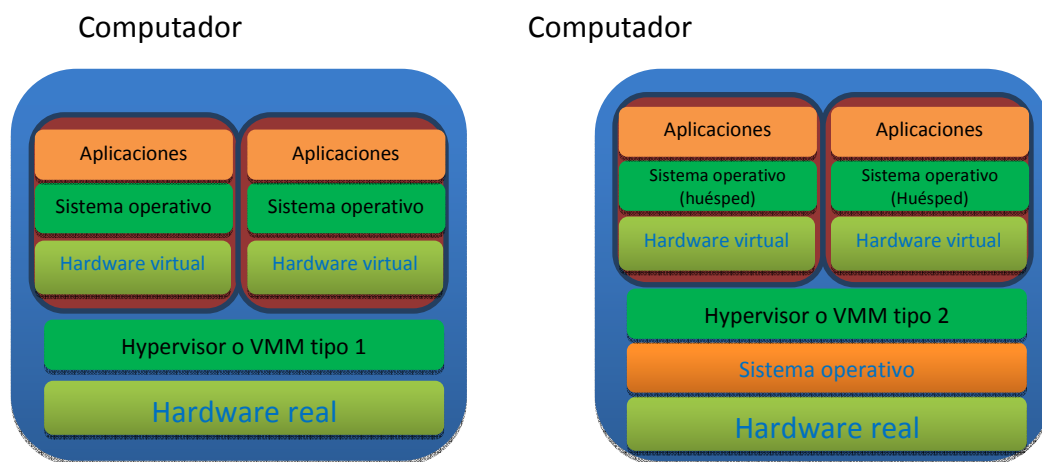 Computador
Aplicaciones
Aplicaciones
Sistema operativo
Sistema operativo
Hardware virtual
Hardware virtual
Hypervisor o VMM tipo 1
Hardware real
Computador
Aplicaciones
Aplicaciones
Sistema operativo
(huésped)
Sistema operativo
(Huésped)
Hardware virtual
Hardware virtual
Hypervisor o VMM tipo 2
Sistema operativo
Hardware real